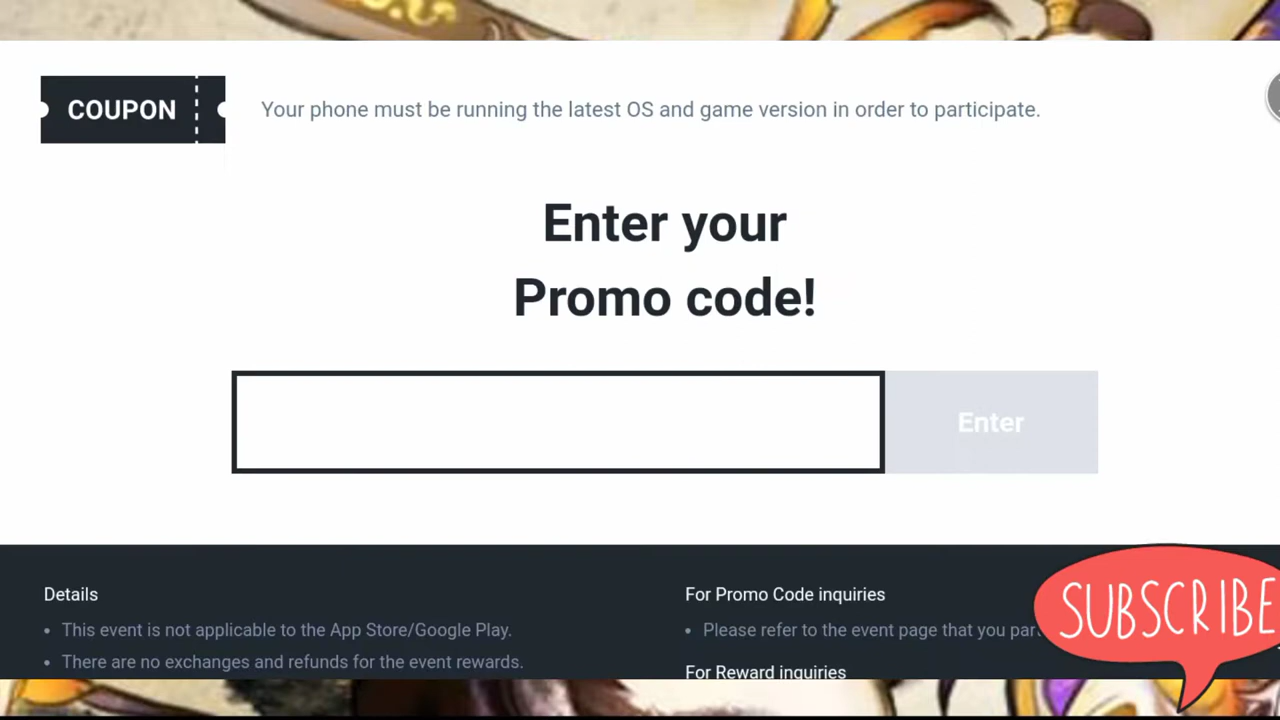 COUPON
Your phone must be running the latest OS and game version in order to participate.
Enter your
Promo code!
Enter
Details
• This event is not applicable to the App Store/Google Play.
• There are no exchanges and refunds for the event rewards.
For Promo Code inquiries
• Please refer to the event page that you
For Reward inquiries
SUBSCRIBE